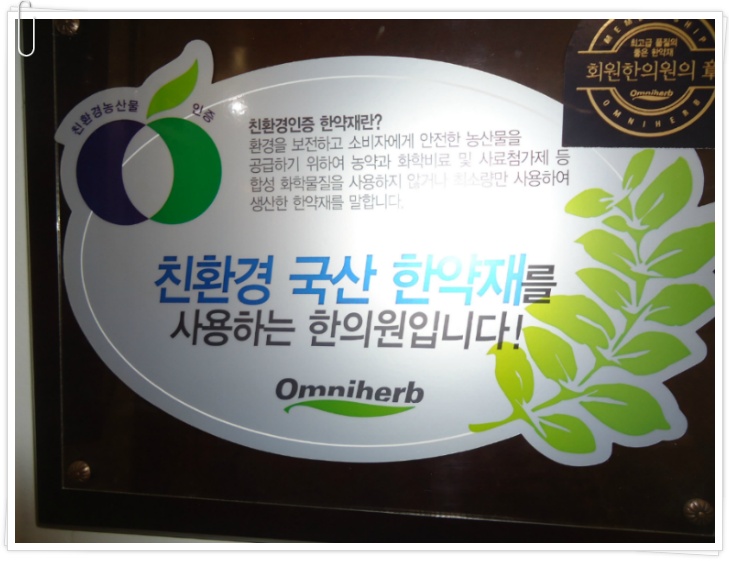 친환경농산물 인증
친환경인증 한약재란?
환경을 보전하고 소비자에게 안전한 농산물을
공급하기 위하여 농약과 화학비료 및 사료첨가제 등
합성 화학물질을 사용하지 않거나 최소량만 사용하여
생산한 한약재를 말합니다.
친환경 국산 한약재를
사용하는 한의원입니다!
Omniherb
MEMBERSHIP
최고급 품질의
좋은 한약재
회원한의원의 章
Omniherb
OMNIHERB